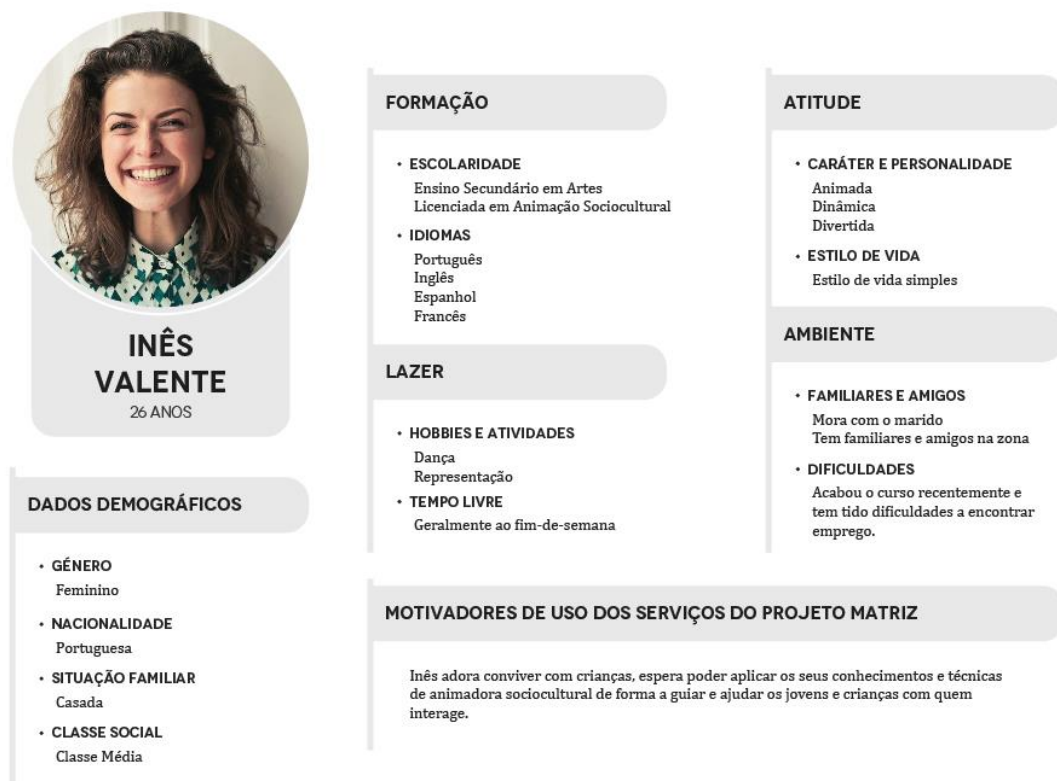 INÊS
VALENTE
26 ANOS
DADOS DEMOGRÁFICOS
• GÉNERO
Feminino
• NACIONALIDADE
Portuguesa
• SITUAÇÃO FAMILIAR
Casada
• CLASSE SOCIAL
Classe Média
FORMAÇÃO
• ESCOLARIDADE
Ensino Secundário em Artes
Licenciada em Animação Sociocultural
• IDIOMAS
Português
Inglês
Espanhol
Francês
LAZER
• HOBBIES E ATIVIDADES
Dança
Representação
• TEMPO LIVRE
Geralmente ao fim-de-semana
ATITUDE
• CARÁTER E PERSONALIDADE
Animada
Dinâmica
Divertida
• ESTILO DE VIDA
Estilo de vida simples
AMBIENTE
• FAMILIARES E AMIGOS
Mora com o marido
Tem familiares e amigos na zona
• DIFICULDADES
Acabou o curso recentemente e
tem tido dificuldades a encontrar
emprego.
MOTIVADORES DE USO DOS SERVIÇOS DO PROJETO MATRIZ
Inês adora conviver com crianças, espera poder aplicar os seus conhecimentos e técnicas
de animadora sociocultural de forma a guiar e ajudar os jovens e crianças com quem
interage.